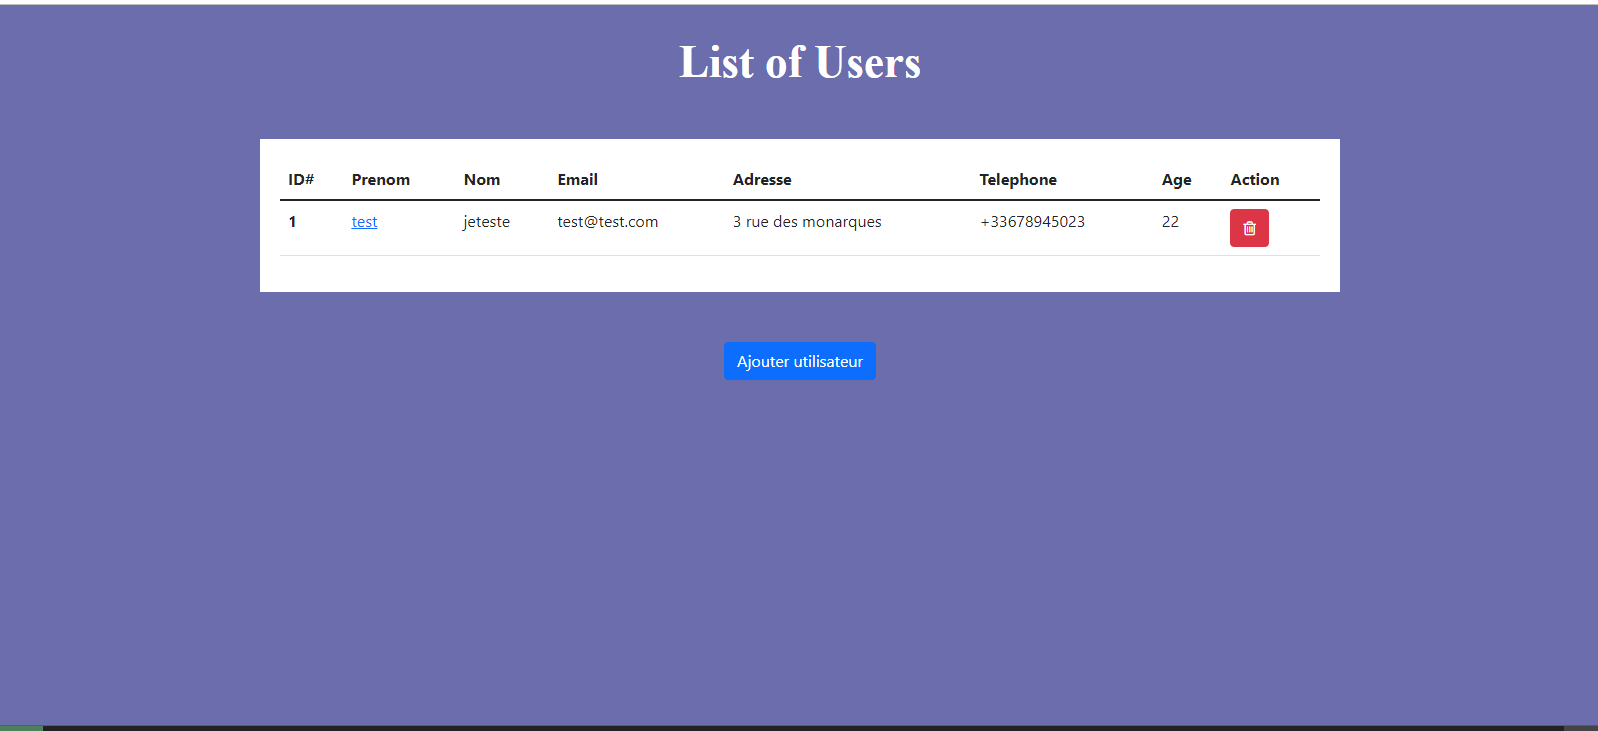 List of Users
ID# Prenom Nom Email Adresse Telephone Age Action
1 test jeteste test@test.com 3 rue des monarques +33678945023 22
Ajouter utilisateur